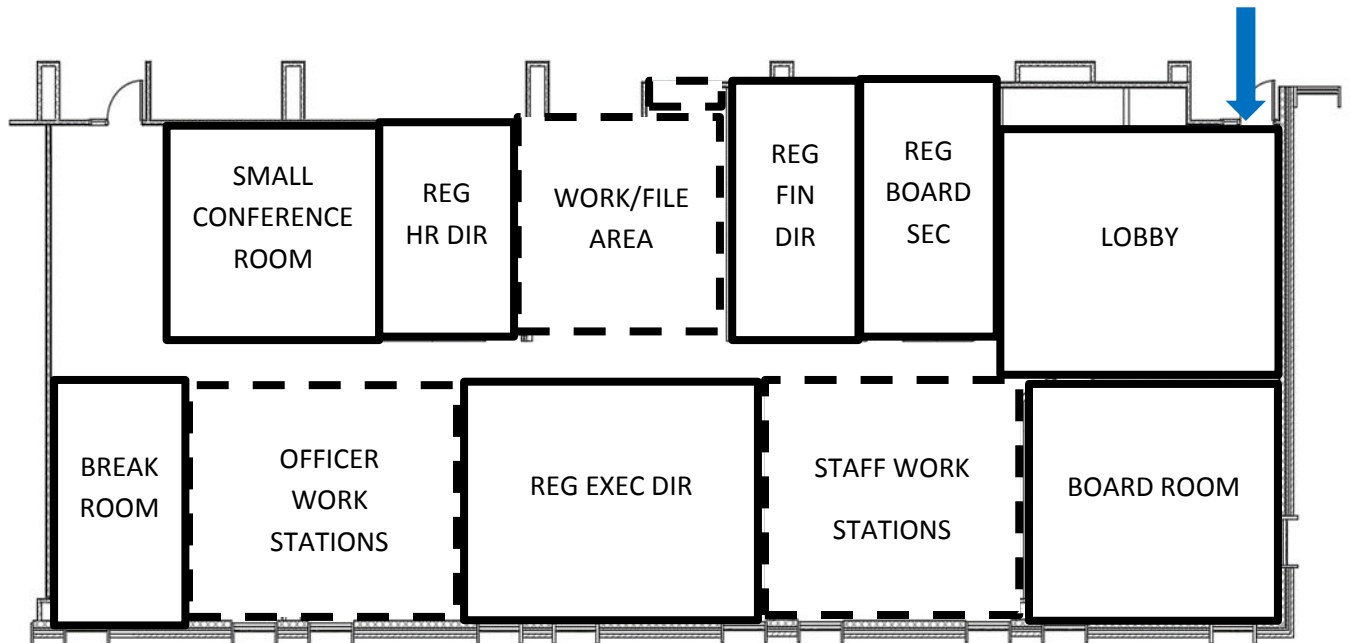 SMALL
CONFERENCE
ROOM
REG
HR DIR
WORK/FILE
AREA
REG
FIN
DIR
REG
BOARD
SEC
LOBBY
BREAK
ROOM
OFFICER
WORK
STATIONS
REG EXEC DIR
STAFF WORK
STATIONS
BOARD ROOM